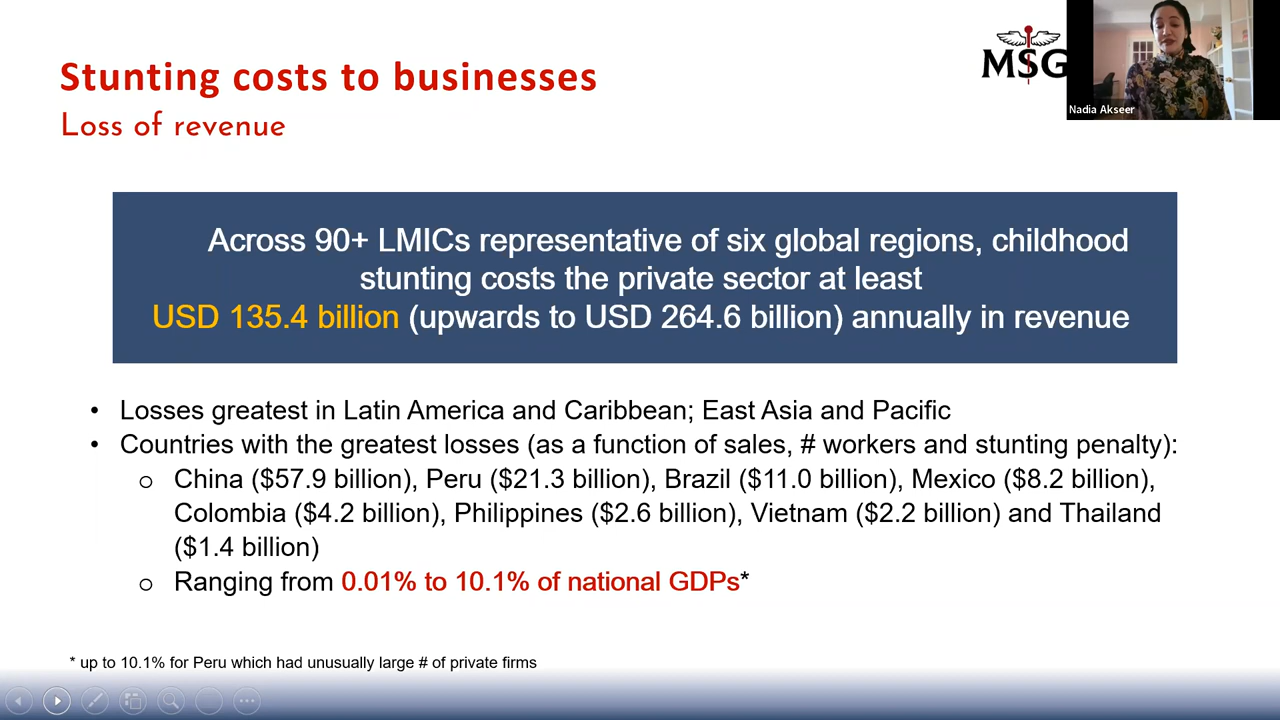 Stunting costs to businesses
Loss of revenue
MSG
Nadia Akseer
Across 90+ LMICs representative of six global regions, childhood
stunting costs the private sector at least
USD 135.4 billion (upwards to USD 264.6 billion) annually in revenue
• Losses greatest in Latin America and Caribbean; East Asia and Pacific
• Countries with the greatest losses (as a function of sales, # workers and stunting penalty):
o China ($57.9 billion), Peru ($21.3 billion), Brazil ($11.0 billion), Mexico ($8.2 billion),
Colombia ($4.2 billion), Philippines ($2.6 billion), Vietnam ($2.2 billion) and Thailand
($1.4 billion)
o Ranging from 0.01% to 10.1% of national GDPs*
* up to 10.1% for Peru which had unusually large # of private firms